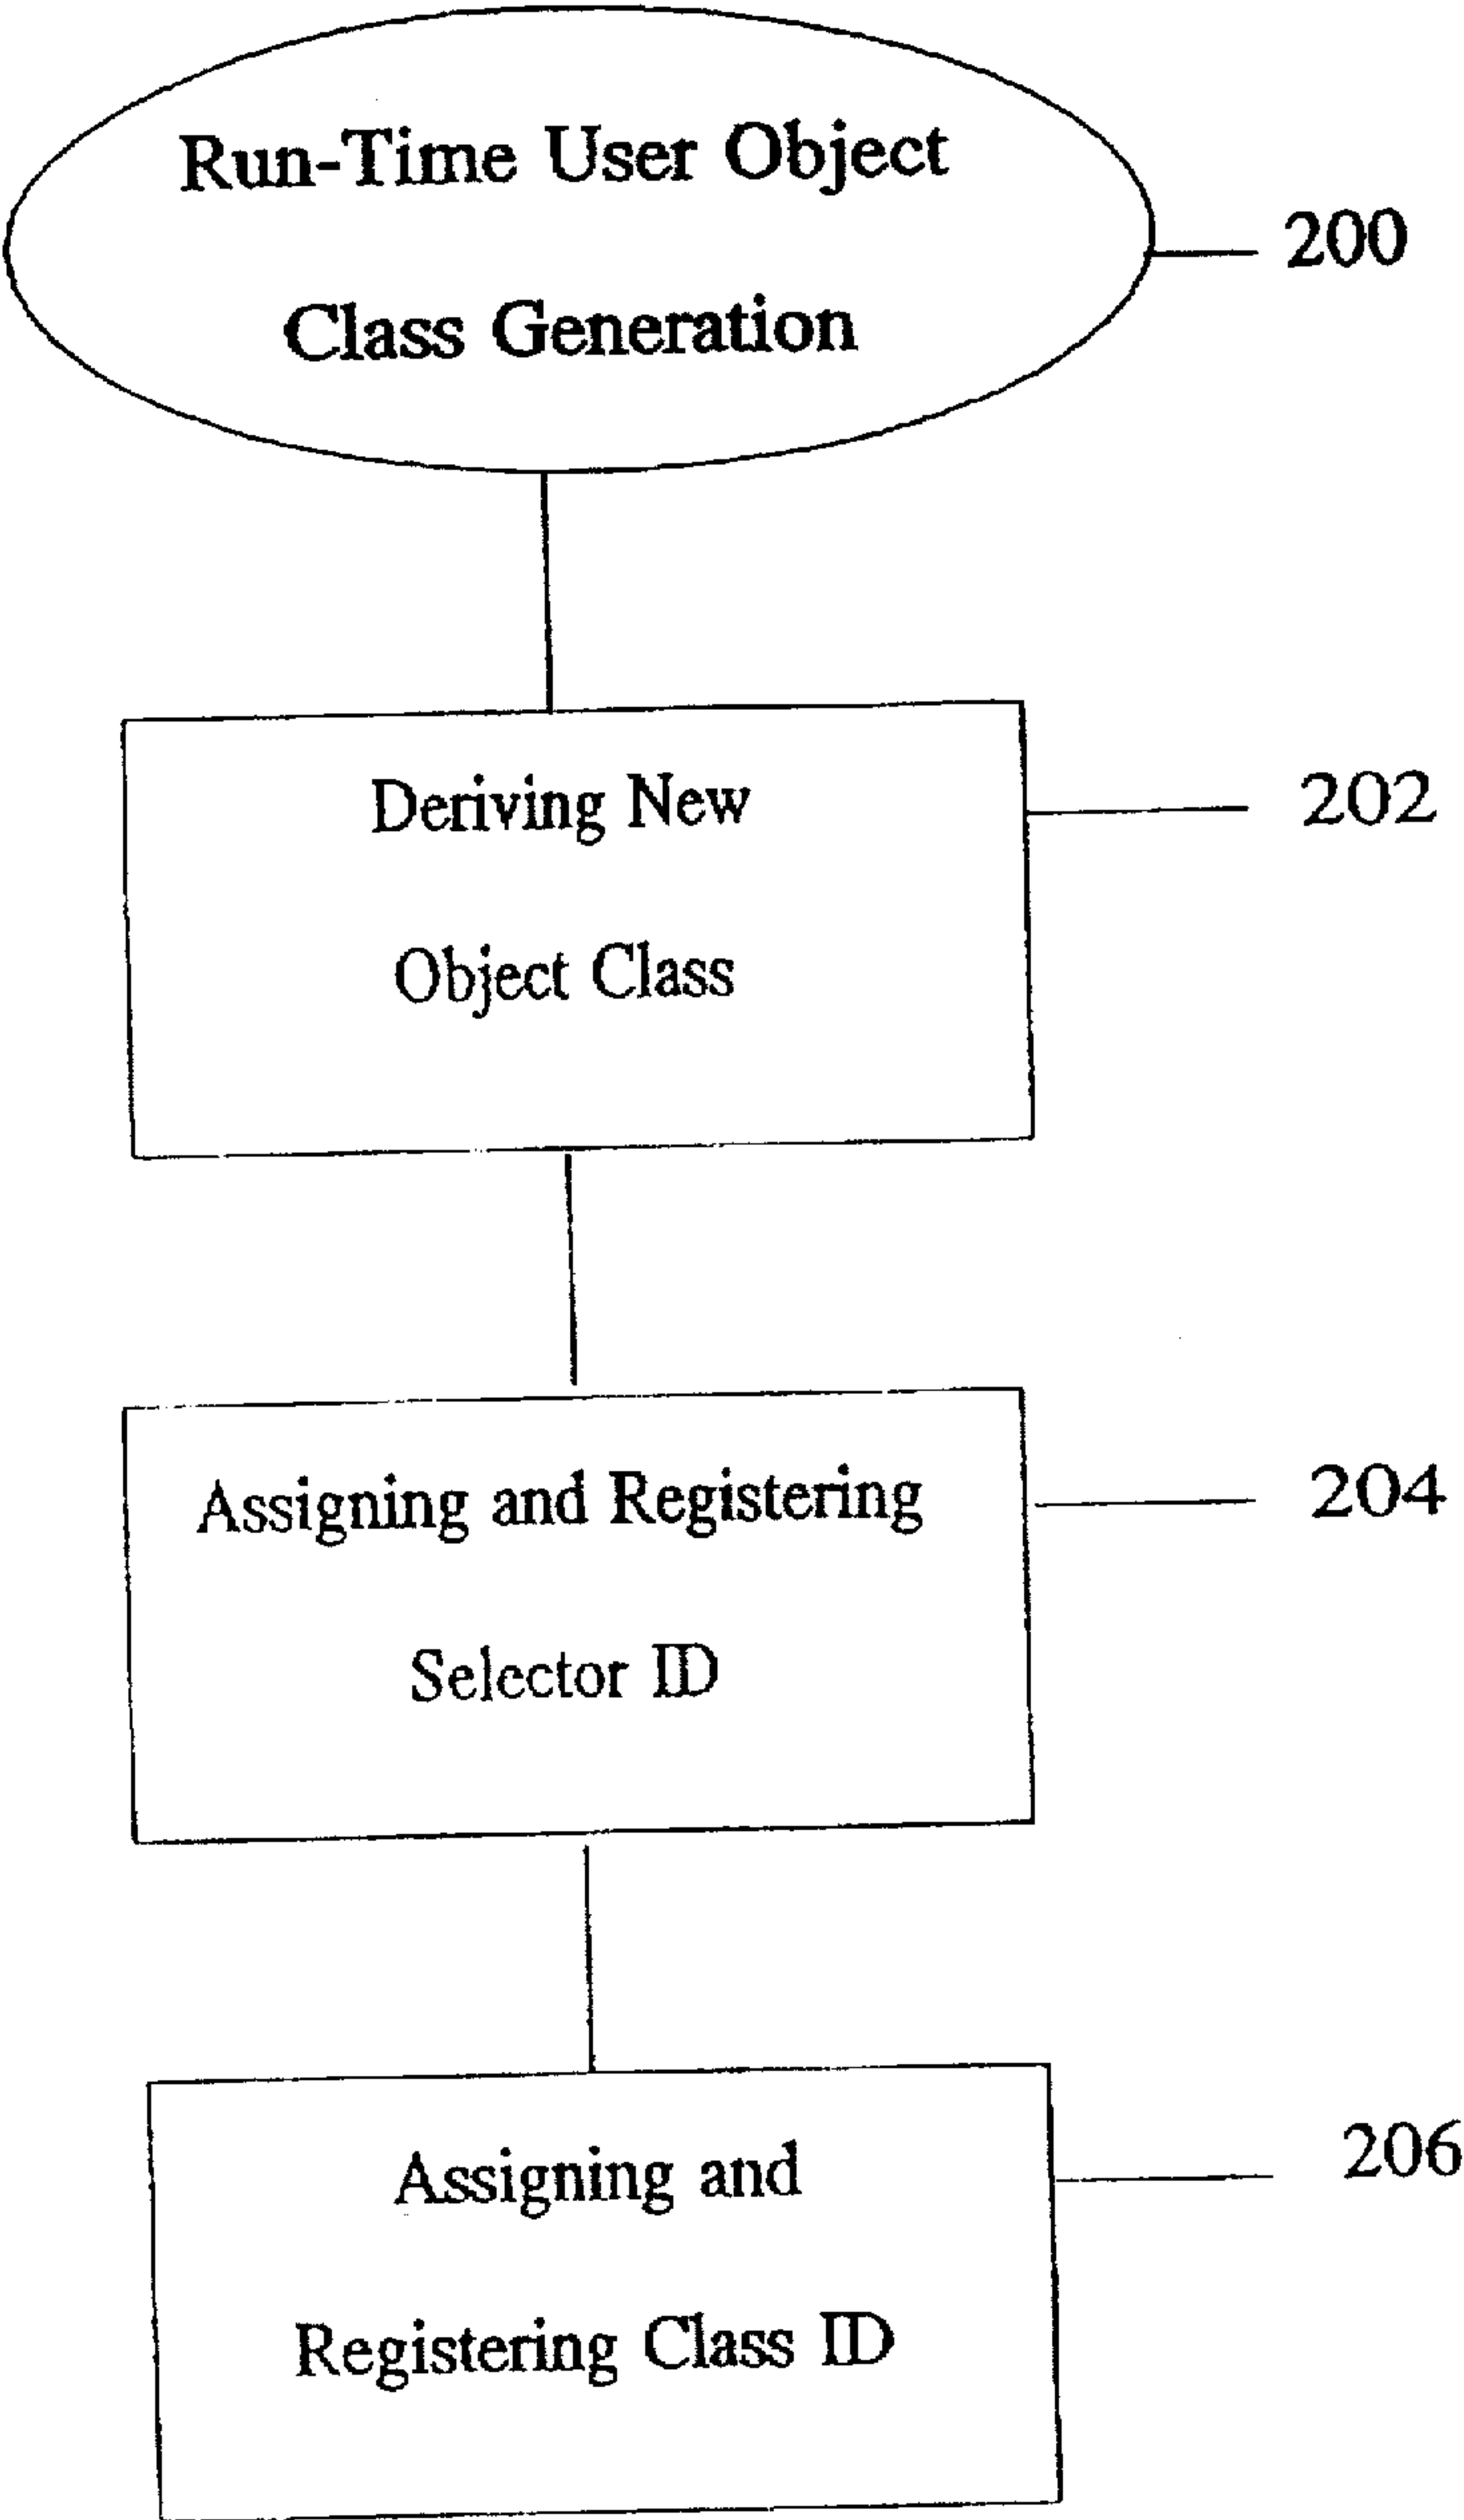 Run-Time User Object
Class Generation
200
Deriving New
Object Class
202
Assigning and Registering
Selector ID
204
Assigning and
Registering Class ID
206